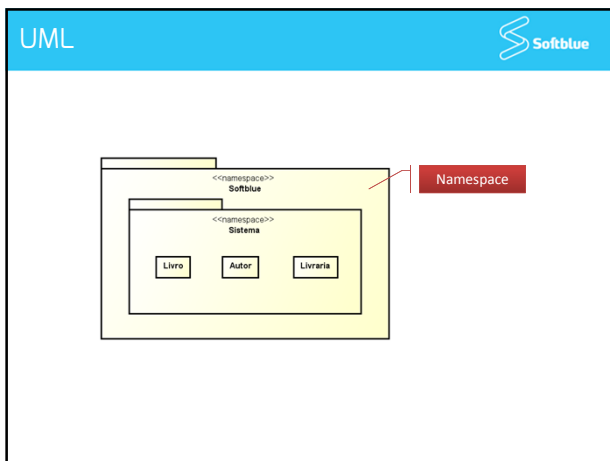 UML
Softblue
<<namespace>>
Softblue
Namespace
<<namespace>>
Sistema
Livro
Autor
Livraria